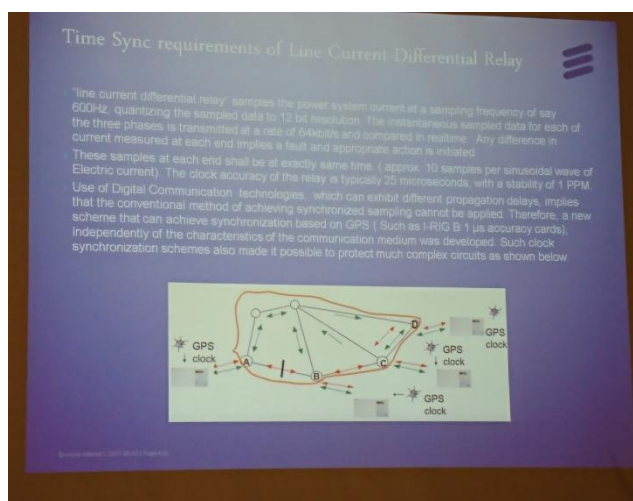 Time Sync requirements of Line Current Differential Relay
"line current differential relay" samples the power system current at a sampling frequency of say
600Hz, quantizing the sampled data to 12 bit resolution. The instantaneous sampled data for each of
the three phases is transmitted at a rate of 64kbit/s and compared in realtime. Any difference in
current measured at each end implies a fault and appropriate action is initiated.
These samples at each end shall be at exactly same time. ( approx. 10 samples per sinusoidal wave of
Electric current). The clock accuracy of the relay is typically 25 microseconds, with a stability of 1 PPM.
Use of Digital Communication technologies, which can exhibit different propagation delays, implies
that the conventional method of achieving synchronized sampling cannot be applied. Therefore, a new
scheme that can achieve synchronization based on GPS ( Such as I-RIG B 1 µs accuracy cards),
independently of the characteristics of the communication medium was developed. Such clock
synchronization schemes also made it possible to protect much complex circuits as shown below
D
GPS
clock
GPS
clock
GPS
clock
A
C
B
GPS
clock